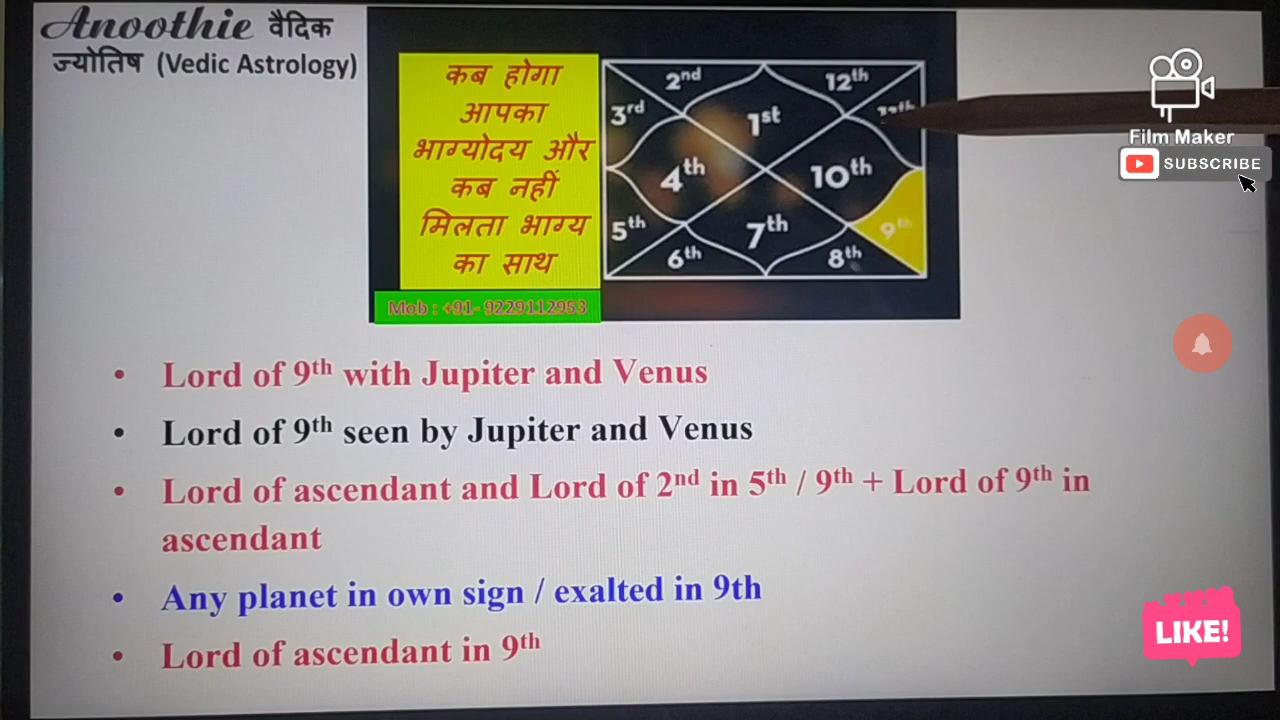 Anoothie वैदिक
ज्योतिष (Vedic Astrology)
कब होगा
आपका
भाग्योदय और
कब नहीं
मिलता भाग्य
का साथ
Mob : +91- 9229112953
2nd
12th
3rd
1st
11th
4th
10th
5th
7th
9th
6th
8th
Film Maker
SUBSCRIBE
• Lord of 9th with Jupiter and Venus
• Lord of 9th seen by Jupiter and Venus
• Lord of ascendant and Lord of 2nd in 5th / 9th + Lord of 9th in
ascendant
• Any planet in own sign / exalted in 9th
• Lord of ascendant in 9th
LIKE!